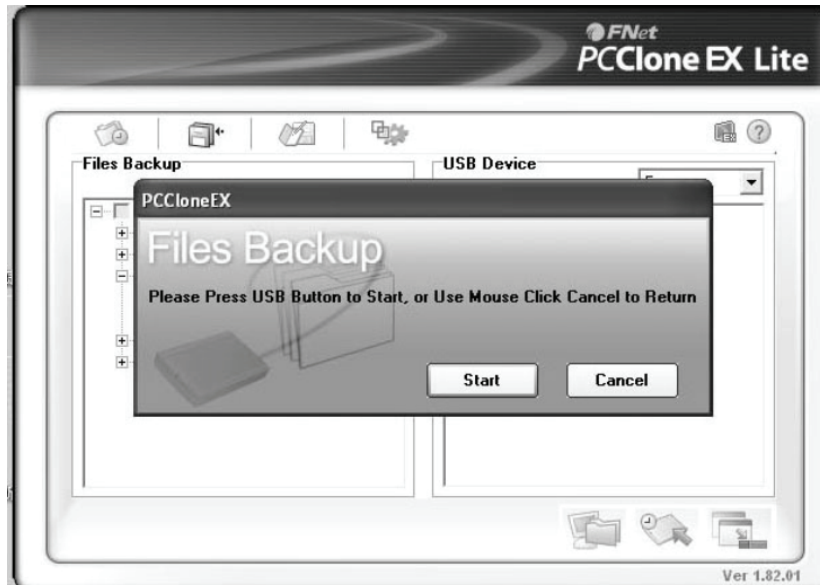 FNet
PCClone EX Lite
EX
?
Files Backup
USB Device
PCCloneEX
Files Backup
Please Press USB Button to Start, or Use Mouse Click Cancel to Return
Start
Cancel
Ver 1.82.01